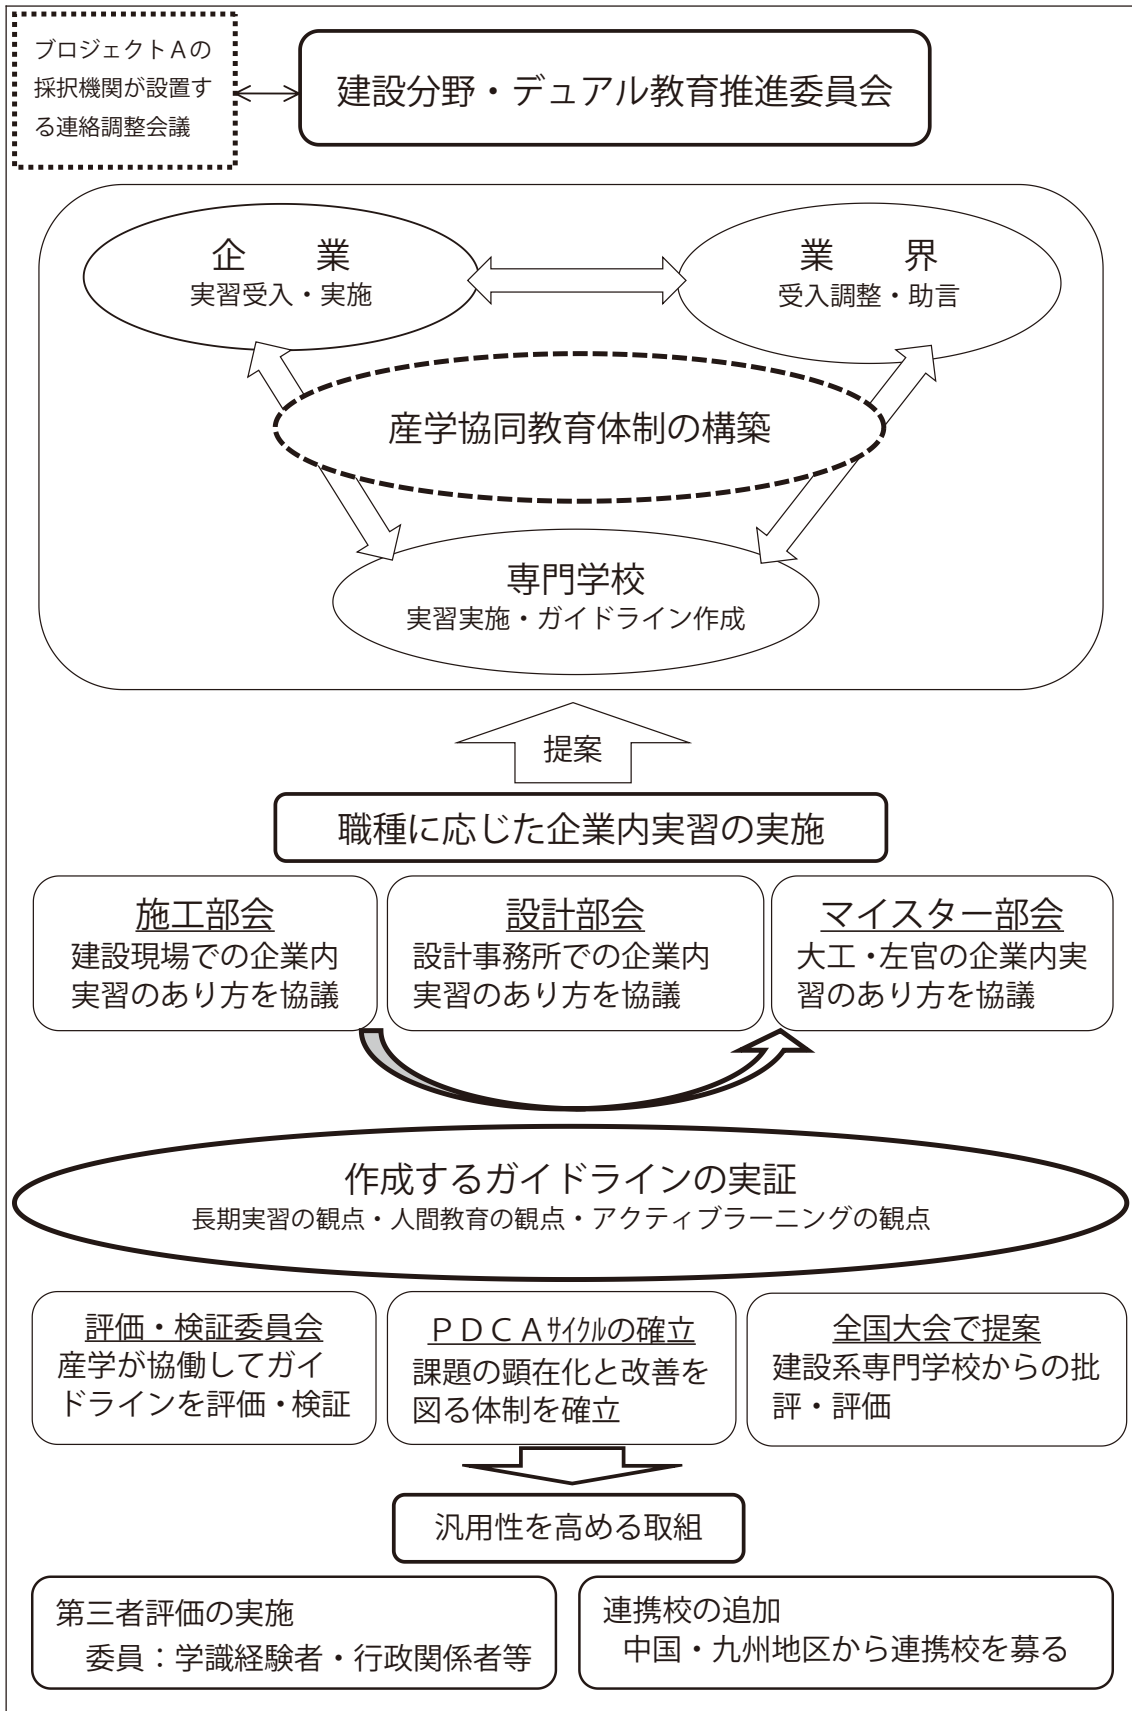 プロジェクトAの
採択機関が設置す
る連絡調整会議
建設分野・デュアル教育推進委員会
企　業
実習受入・実施
業　界
受入調整・助言
産学協同教育体制の構築
専門学校
実習実施・ガイドライン作成
提案
職種に応じた企業内実習の実施
施工部会
建設現場での企業内
実習のあり方を協議
設計部会
設計事務所での企業内
実習のあり方を協議
マイスター部会
大工・左官の企業内実
習のあり方を協議
作成するガイドラインの実証
長期実習の観点・人間教育の観点・アクティブラーニングの観点
評価・検証委員会
産学が協働してガイ
ドラインを評価・検証
ＰＤＣＡｻｲｸﾙの確立
課題の顕在化と改善を
図る体制を確立
全国大会で提案
建設系専門学校からの批
評・評価
汎用性を高める取組
第三者評価の実施
委員：学識経験者・行政関係者等
連携校の追加
中国・九州地区から連携校を募る